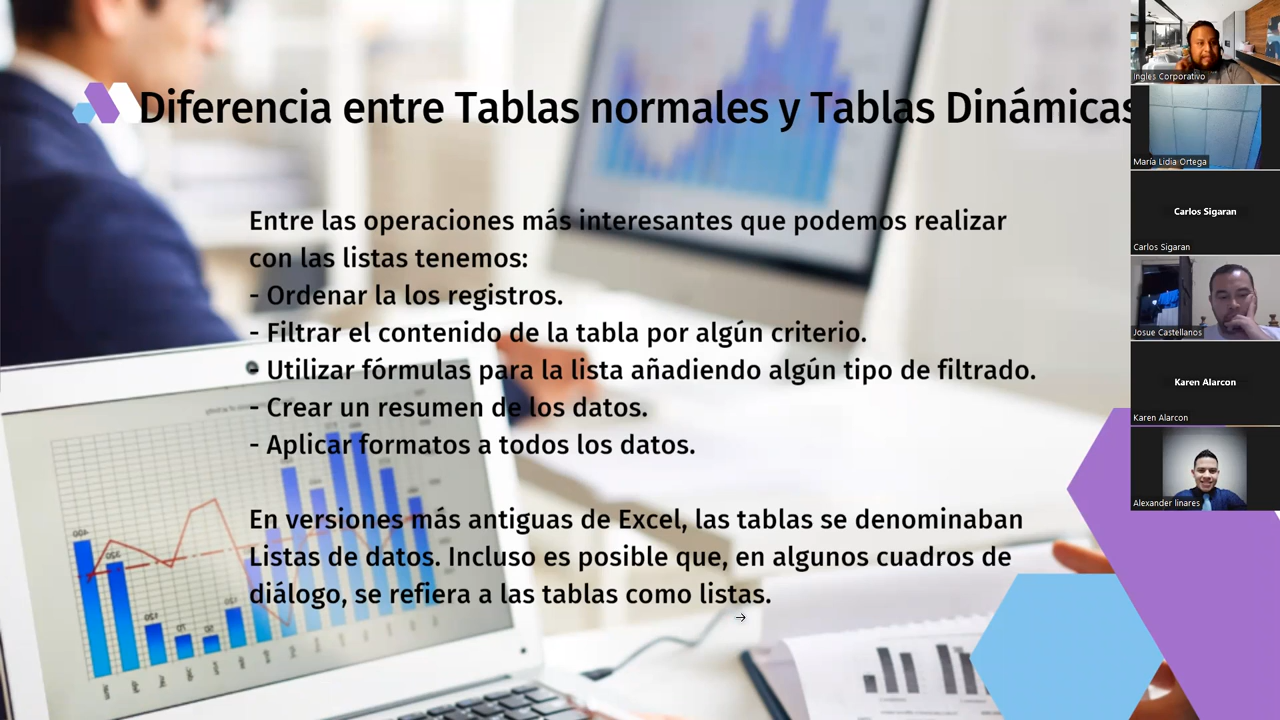 Diferencia entre Tablas normales y Tablas Dinámicas
Entre las operaciones más interesantes que podemos realizar
con las listas tenemos:
- Ordenar la los registros.
- Filtrar el contenido de la tabla por algún criterio.
- Utilizar fórmulas para la lista añadiendo algún tipo de filtrado.
- Crear un resumen de los datos.
- Aplicar formatos a todos los datos.
En versiones más antiguas de Excel, las tablas se denominaban
Listas de datos. Incluso es posible que, en algunos cuadros de
diálogo, se refiera a las tablas como listas.
Ingles Corporativo
María Lidia Ortega
Carlos Sigaran
Carlos Sigaran
Josue Castellanos
Karen Alarcon
Karen Alarcon
Alexander linares